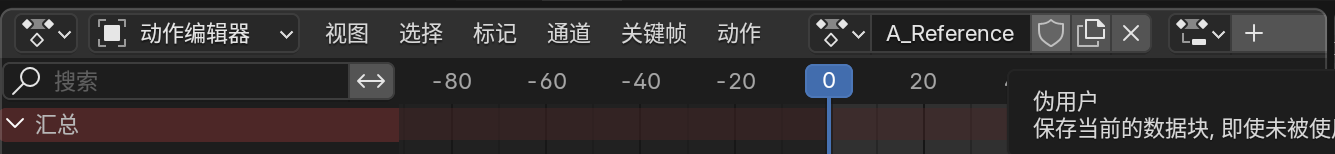 动作编辑器 视图 选择 标记 通道 关键帧 动作 A_Reference
搜索 -80 -60 -40 -20 0 20
伪用户
汇总
保存当前的数据块, 即使未被使